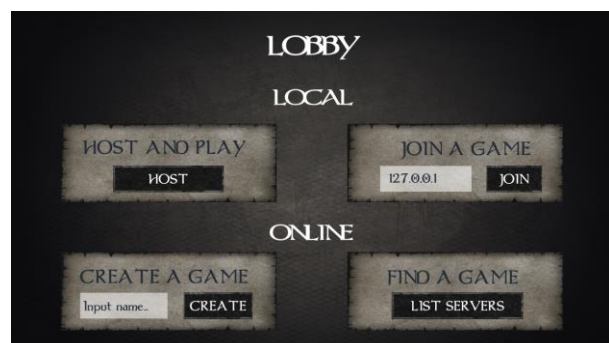 LOBBY
LOCAL
HOST AND PLAY
HOST
JOIN A GAME
127.0.0.1 JOIN
ONLINE
CREATE A GAME
Input name... CREATE
FIND A GAME
LIST SERVERS